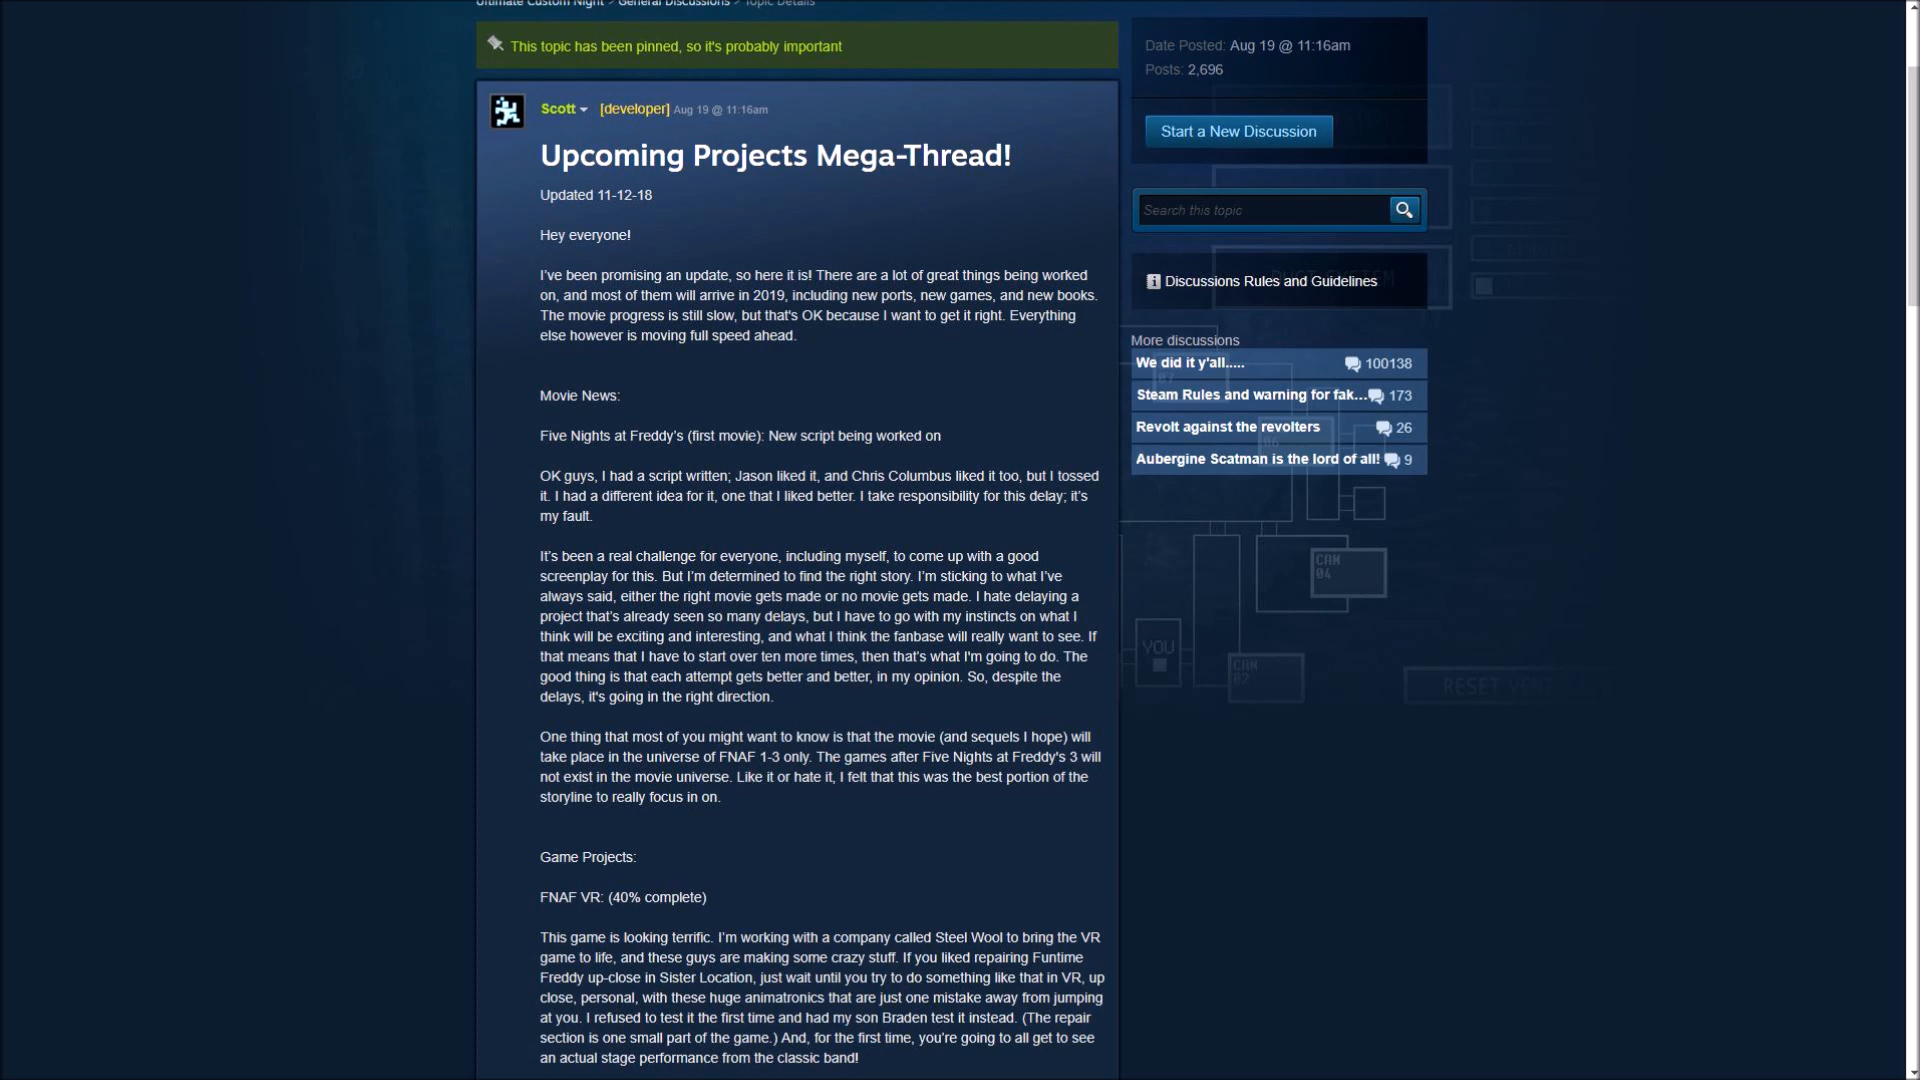 Ultimate Custom Night > General Discussions > Topic Details
This topic has been pinned, so it's probably important
Scott [developer] Aug 19 @ 11:16am
Upcoming Projects Mega-Thread!
Updated 11-12-18
Hey everyone!
I've been promising an update, so here it is! There are a lot of great things being worked
on, and most of them will arrive in 2019, including new ports, new games, and new books.
The movie progress is still slow, but that's OK because I want to get it right. Everything
else however is moving full speed ahead.
Movie News:
Five Nights at Freddy's (first movie): New script being worked on
OK guys, I had a script written; Jason liked it, and Chris Columbus liked it too, but I tossed
it. I had a different idea for it, one that I liked better. I take responsibility for this delay; it's
my fault.
It's been a real challenge for everyone, including myself, to come up with a good
screenplay for this. But I'm determined to find the right story. I'm sticking to what I've
always said, either the right movie gets made or no movie gets made. I hate delaying a
project that's already seen so many delays, but I have to go with my instincts on what I
think will be exciting and interesting, and what I think the fanbase will really want to see. If
that means that I have to start over ten more times, then that's what I'm going to do. The
good thing is that each attempt gets better and better, in my opinion. So, despite the
delays, it's going in the right direction.
One thing that most of you might want to know is that the movie (and sequels I hope) will
take place in the universe of FNAF 1-3 only. The games after Five Nights at Freddy's 3 will
not exist in the movie universe. Like it or hate it, I felt that this was the best portion of the
storyline to really focus in on.
Game Projects:
FNAF VR: (40% complete)
This game is looking terrific. I'm working with a company called Steel Wool to bring the VR
game to life, and these guys are making some crazy stuff. If you liked repairing Funtime
Freddy up-close in Sister Location, just wait until you try to do something like that in VR, up
close, personal, with these huge animatronics that are just one mistake away from jumping
at you. I refused to test it the first time and had my son Braden test it instead. (The repair
section is one small part of the game.) And, for the first time, you're going to all get to see
an actual stage performance from the classic band!
Date Posted: Aug 19 @ 11:16am
Posts: 2,696
Start a New Discussion
Search this topic
Discussions Rules and Guidelines
More discussions
We did it y'all..... 100138
Steam Rules and warning for fak... 173
Revolt against the revolters 26
Aubergine Scatman is the lord of all! 9
CAM
04
YOU
CAM
02
RESET VENT